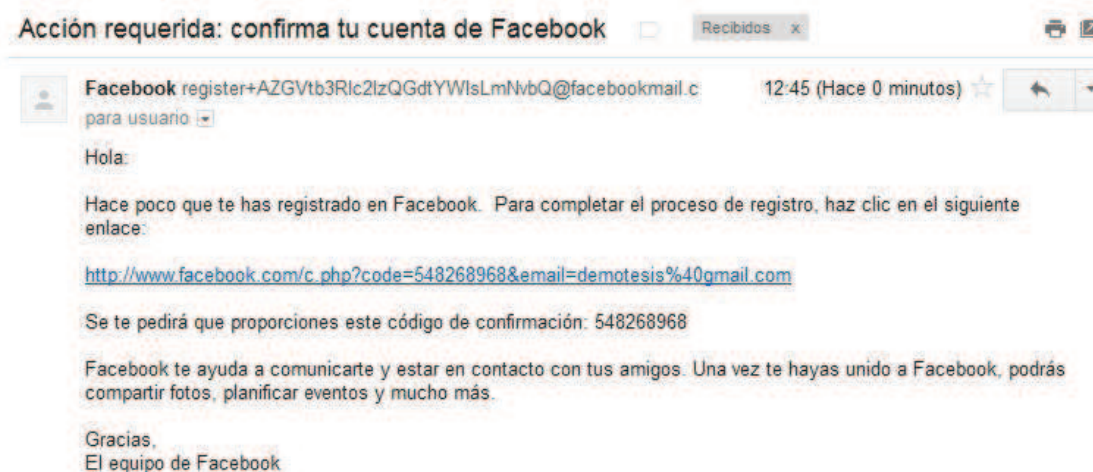 Acción requerida: confirma tu cuenta de Facebook Recibidos x
Facebook register+AZGVtb3Rlc2lzQGdtYWlsLmNvbQ@facebookmail.c 12:45 (Hace 0 minutos)
para usuario
Hola:
Hace poco que te has registrado en Facebook. Para completar el proceso de registro, haz clic en el siguiente
enlace:
http://www.facebook.com/c.php?code=548268968&email=demotesis%40gmail.com
Se te pedirá que proporciones este código de confirmación: 548268968
Facebook te ayuda a comunicarte y estar en contacto con tus amigos. Una vez te hayas unido a Facebook, podrás
compartir fotos, planificar eventos y mucho más.
Gracias,
El equipo de Facebook